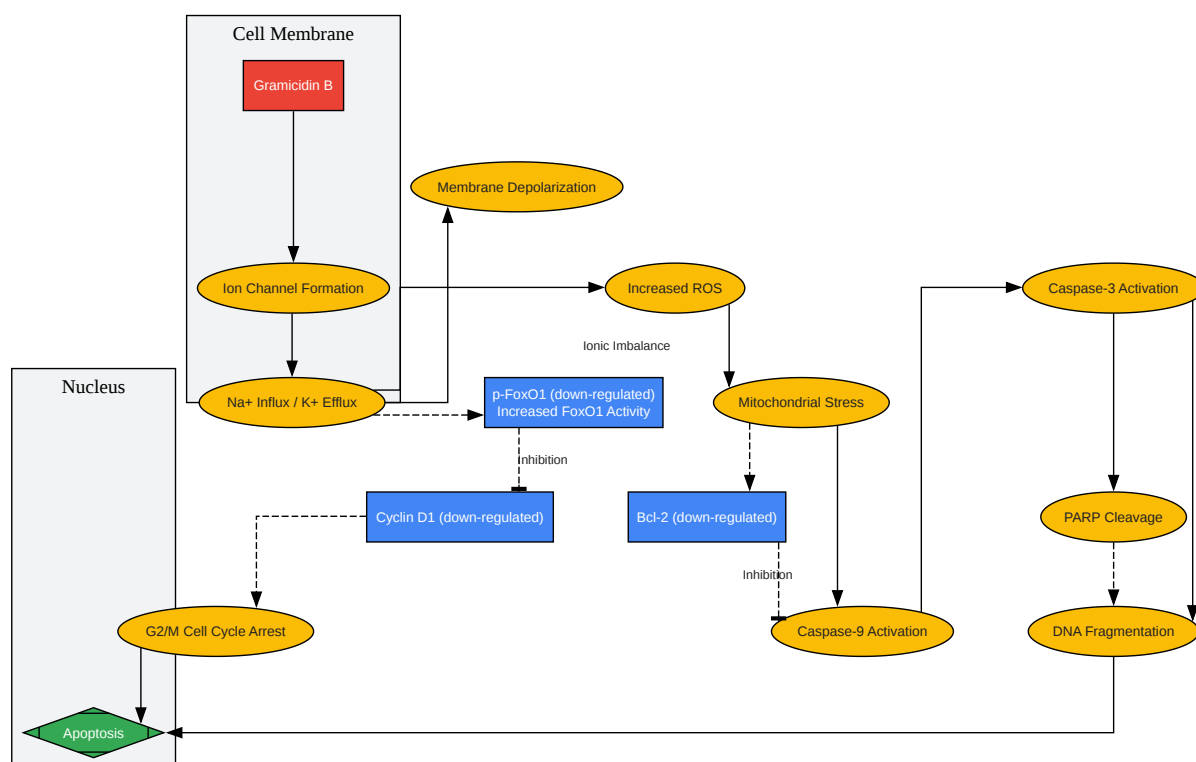 Cell Membrane
Gramicidin B
Membrane Depolarization
Ion Channel Formation
Increased ROS
Caspase-3 Activation
Ionic Imbalance
Nucleus
Na+ Influx / K+ Efflux
p-FoxO1 (down-regulated)
Increased FoxO1 Activity
Mitochondrial Stress
Inhibition
Cyclin D1 (down-regulated)
Bcl-2 (down-regulated)
PARP Cleavage
Inhibition
G2/M Cell Cycle Arrest
Caspase-9 Activation
DNA Fragmentation
Apoptosis